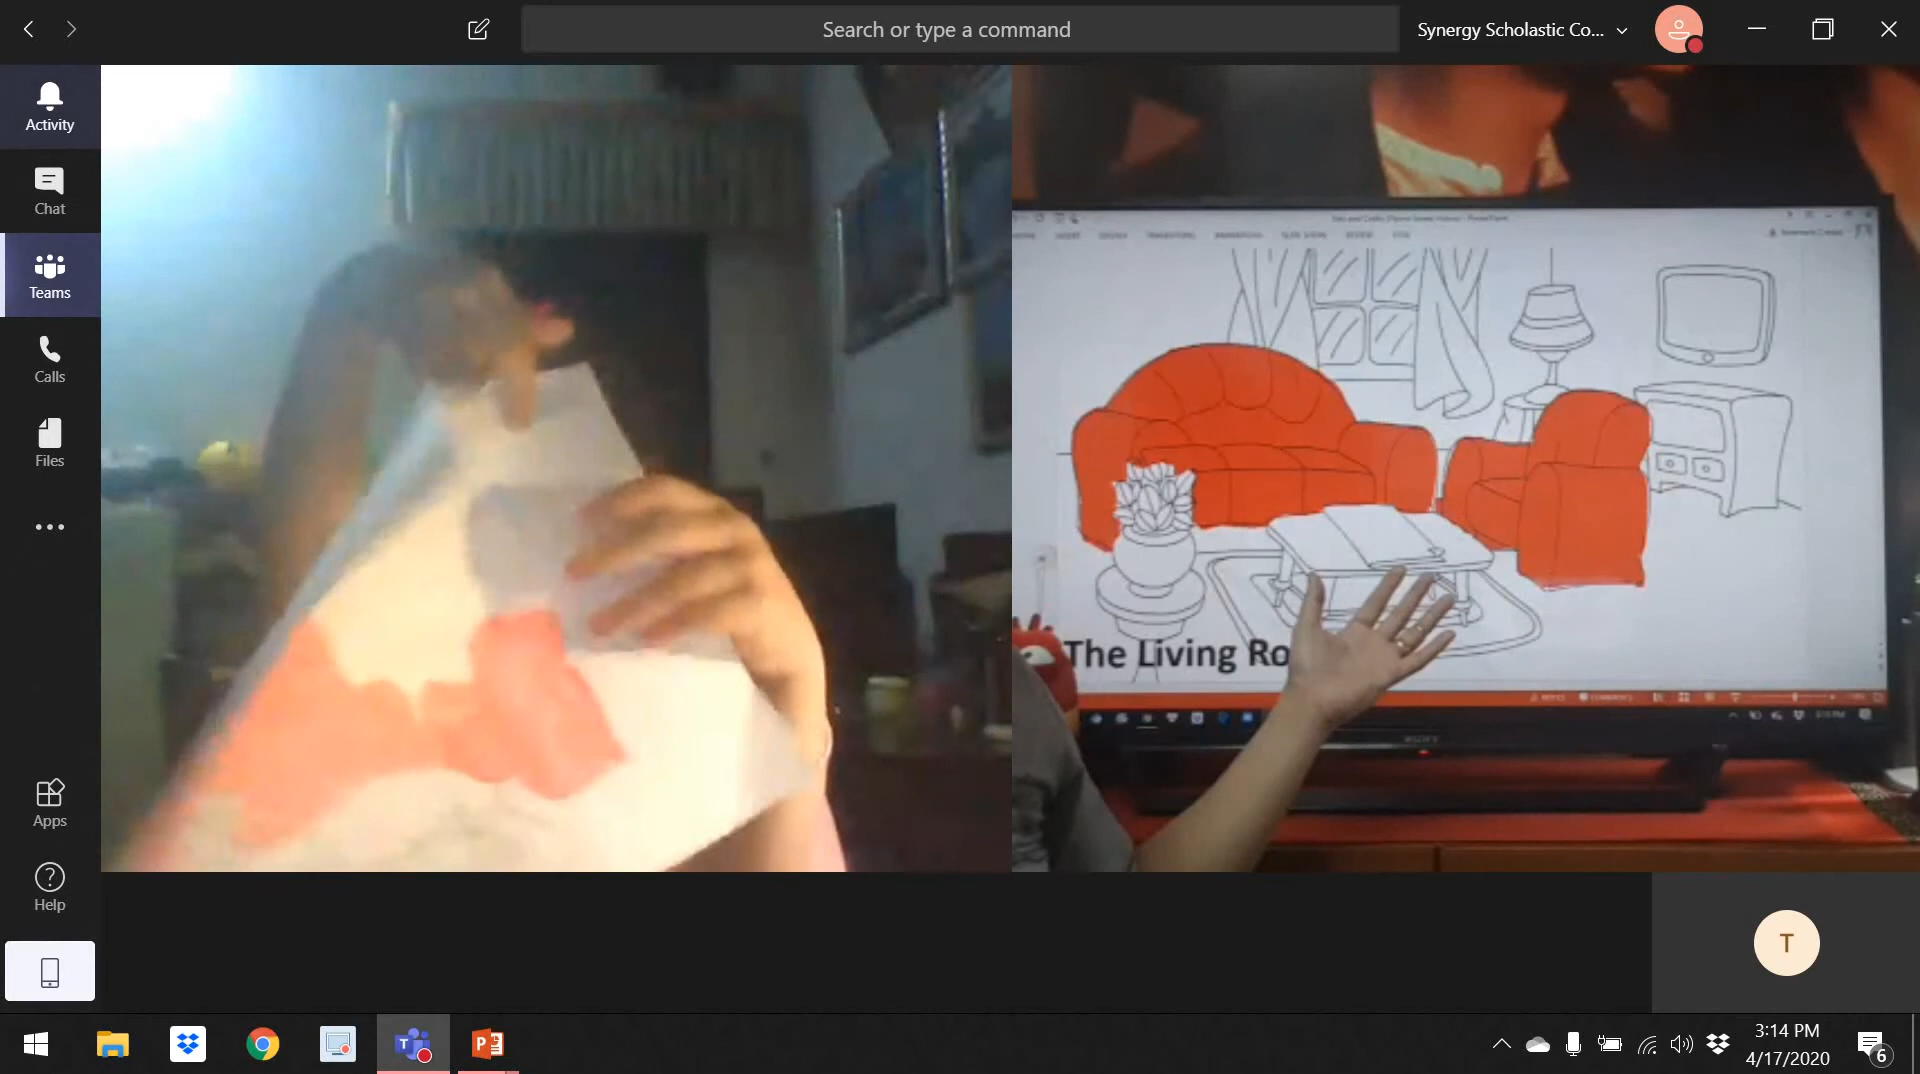 Search or type a command
Synergy Scholastic Co...
Activity
Chat
Teams
Calls
Files
Apps
Help
The Living Ro
SONY
T
3:14 PM
4/17/2020
6